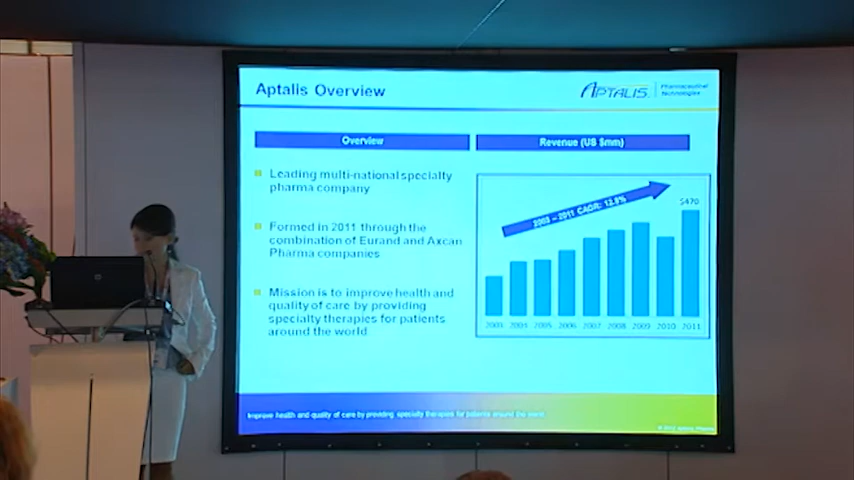 Aptalis Overview
APTALIS
Pharmaceutical
Technologies
Overview
Revenue (US $mm)
Leading multi-national specialty
pharma company
Formed in 2011 through the
combination of Eurand and Axcan
Pharma companies
Mission is to improve health and
quality of care by providing
specialty therapies for patients
around the world
2003 – 2011 CAGR: 12.8%
$470
2003 2004 2005 2006 2007 2008 2009 2010 2011
Improve health and quality of care by providing specialty therapies for patients around the world